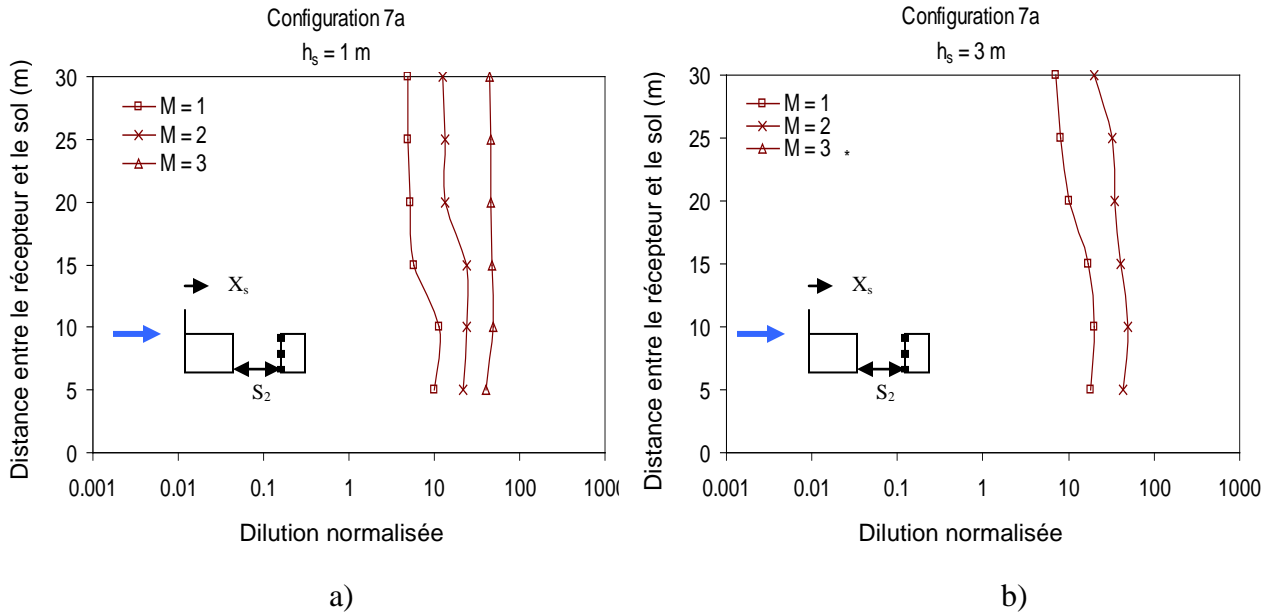 Configuration 7a
hₛ = 1 m
Distance entre le récepteur et le sol (m)
30
25
20
15
10
5
0
M = 1
M = 2
M = 3
Xₛ
S₂
0.001
0.01
0.1
1
10
100
1000
Dilution normalisée
a)
Configuration 7a
hₛ = 3 m
Distance entre le récepteur et le sol (m)
30
25
20
15
10
5
0
M = 1
M = 2
M = 3 *
Xₛ
S₂
0.001
0.01
0.1
1
10
100
1000
Dilution normalisée
b)